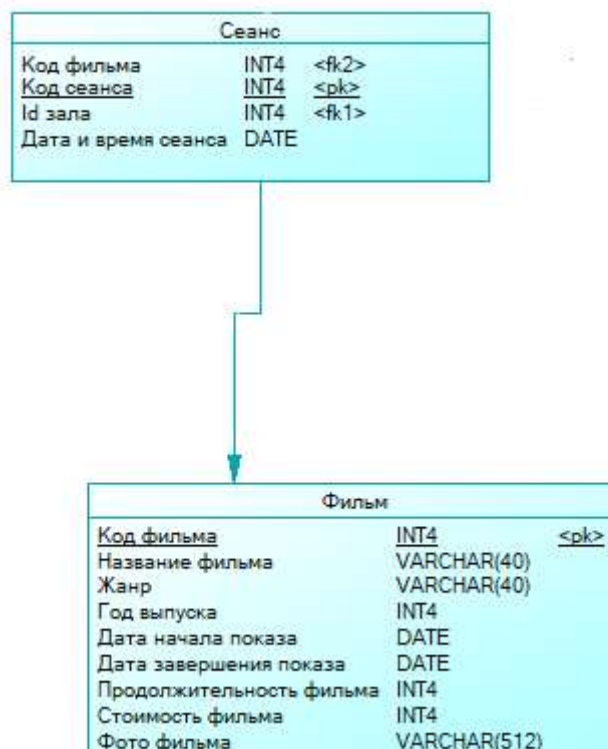 Сеанс
Код фильма INT4 <fk2>
Код сеанса INT4 <pk>
Id зала INT4 <fk1>
Дата и время сеанса DATE
Фильм
Код фильма INT4 <pk>
Название фильма VARCHAR(40)
Жанр VARCHAR(40)
Год выпуска INT4
Дата начала показа DATE
Дата завершения показа DATE
Продолжительность фильма INT4
Стоимость фильма INT4
Фото фильма VARCHAR(512)